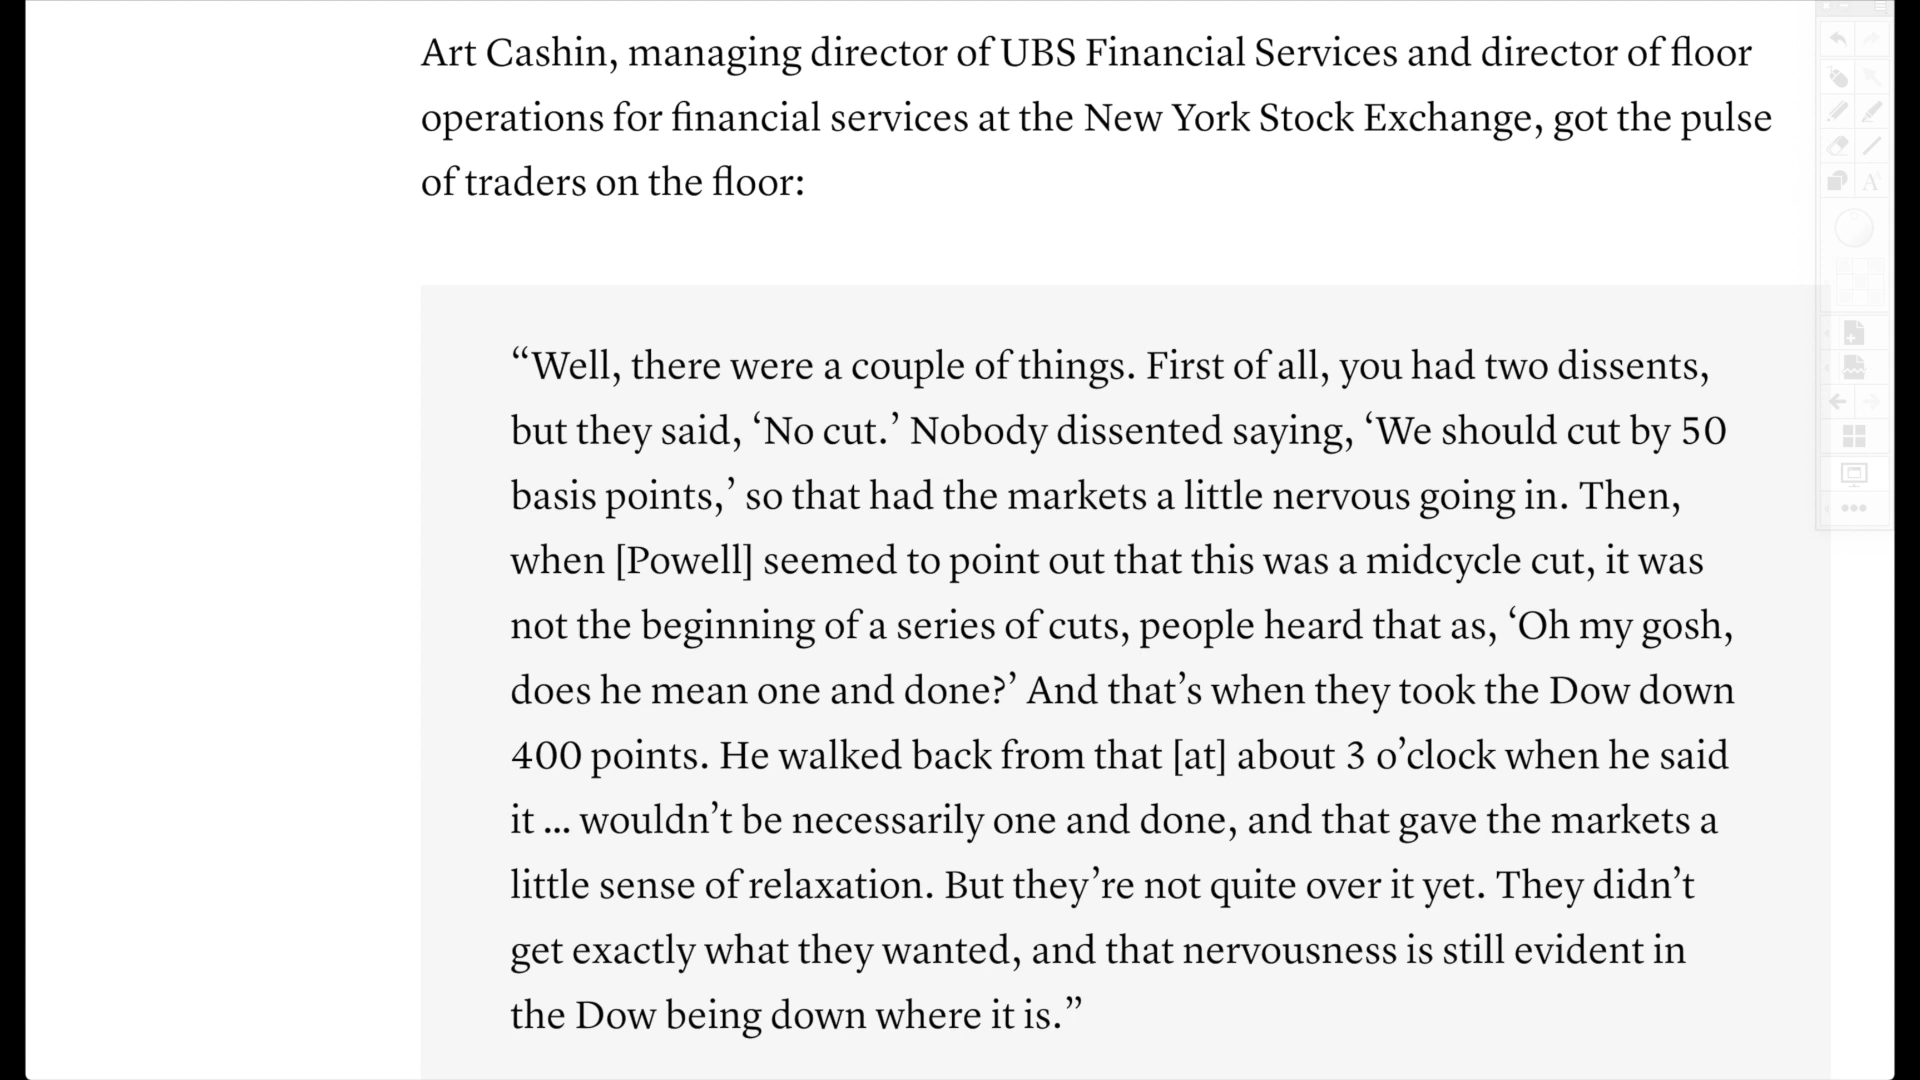 Art Cashin, managing director of UBS Financial Services and director of floor
operations for financial services at the New York Stock Exchange, got the pulse
of traders on the floor:
“Well, there were a couple of things. First of all, you had two dissents,
but they said, ‘No cut.’ Nobody dissented saying, ‘We should cut by 50
basis points,’ so that had the markets a little nervous going in. Then,
when [Powell] seemed to point out that this was a midcycle cut, it was
not the beginning of a series of cuts, people heard that as, ‘Oh my gosh,
does he mean one and done?’ And that’s when they took the Dow down
400 points. He walked back from that [at] about 3 o’clock when he said
it ... wouldn’t be necessarily one and done, and that gave the markets a
little sense of relaxation. But they’re not quite over it yet. They didn’t
get exactly what they wanted, and that nervousness is still evident in
the Dow being down where it is.”